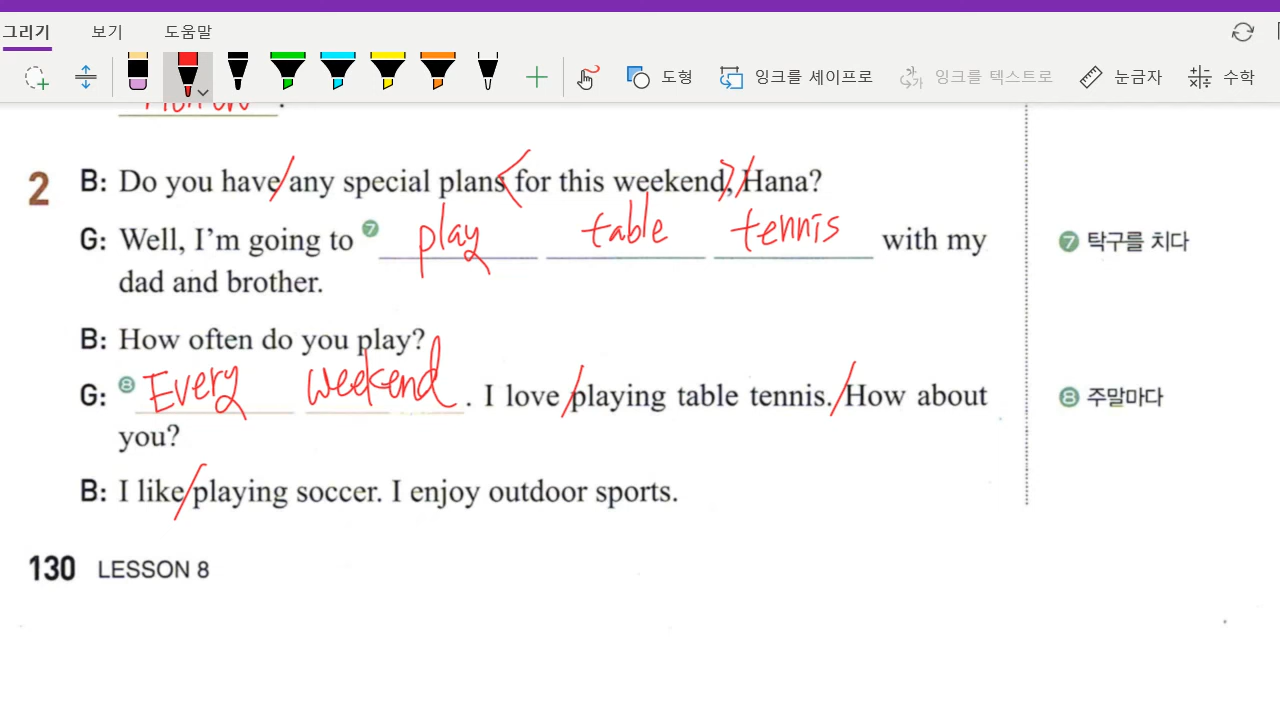 그리기 보기 도움말
도형 잉크를 셰이프로 잉크를 텍스트로 눈금자 수학
2 B: Do you have/any special plans<for this weekend,>/Hana?
G: Well, I'm going to ⑦ play table tennis with my ⑦ 탁구를 치다
dad and brother.
B: How often do you play?
G: ⑧ Every weekend. I love/playing table tennis./How about ⑧ 주말마다
you?
B: I like/playing soccer. I enjoy outdoor sports.
130 LESSON 8